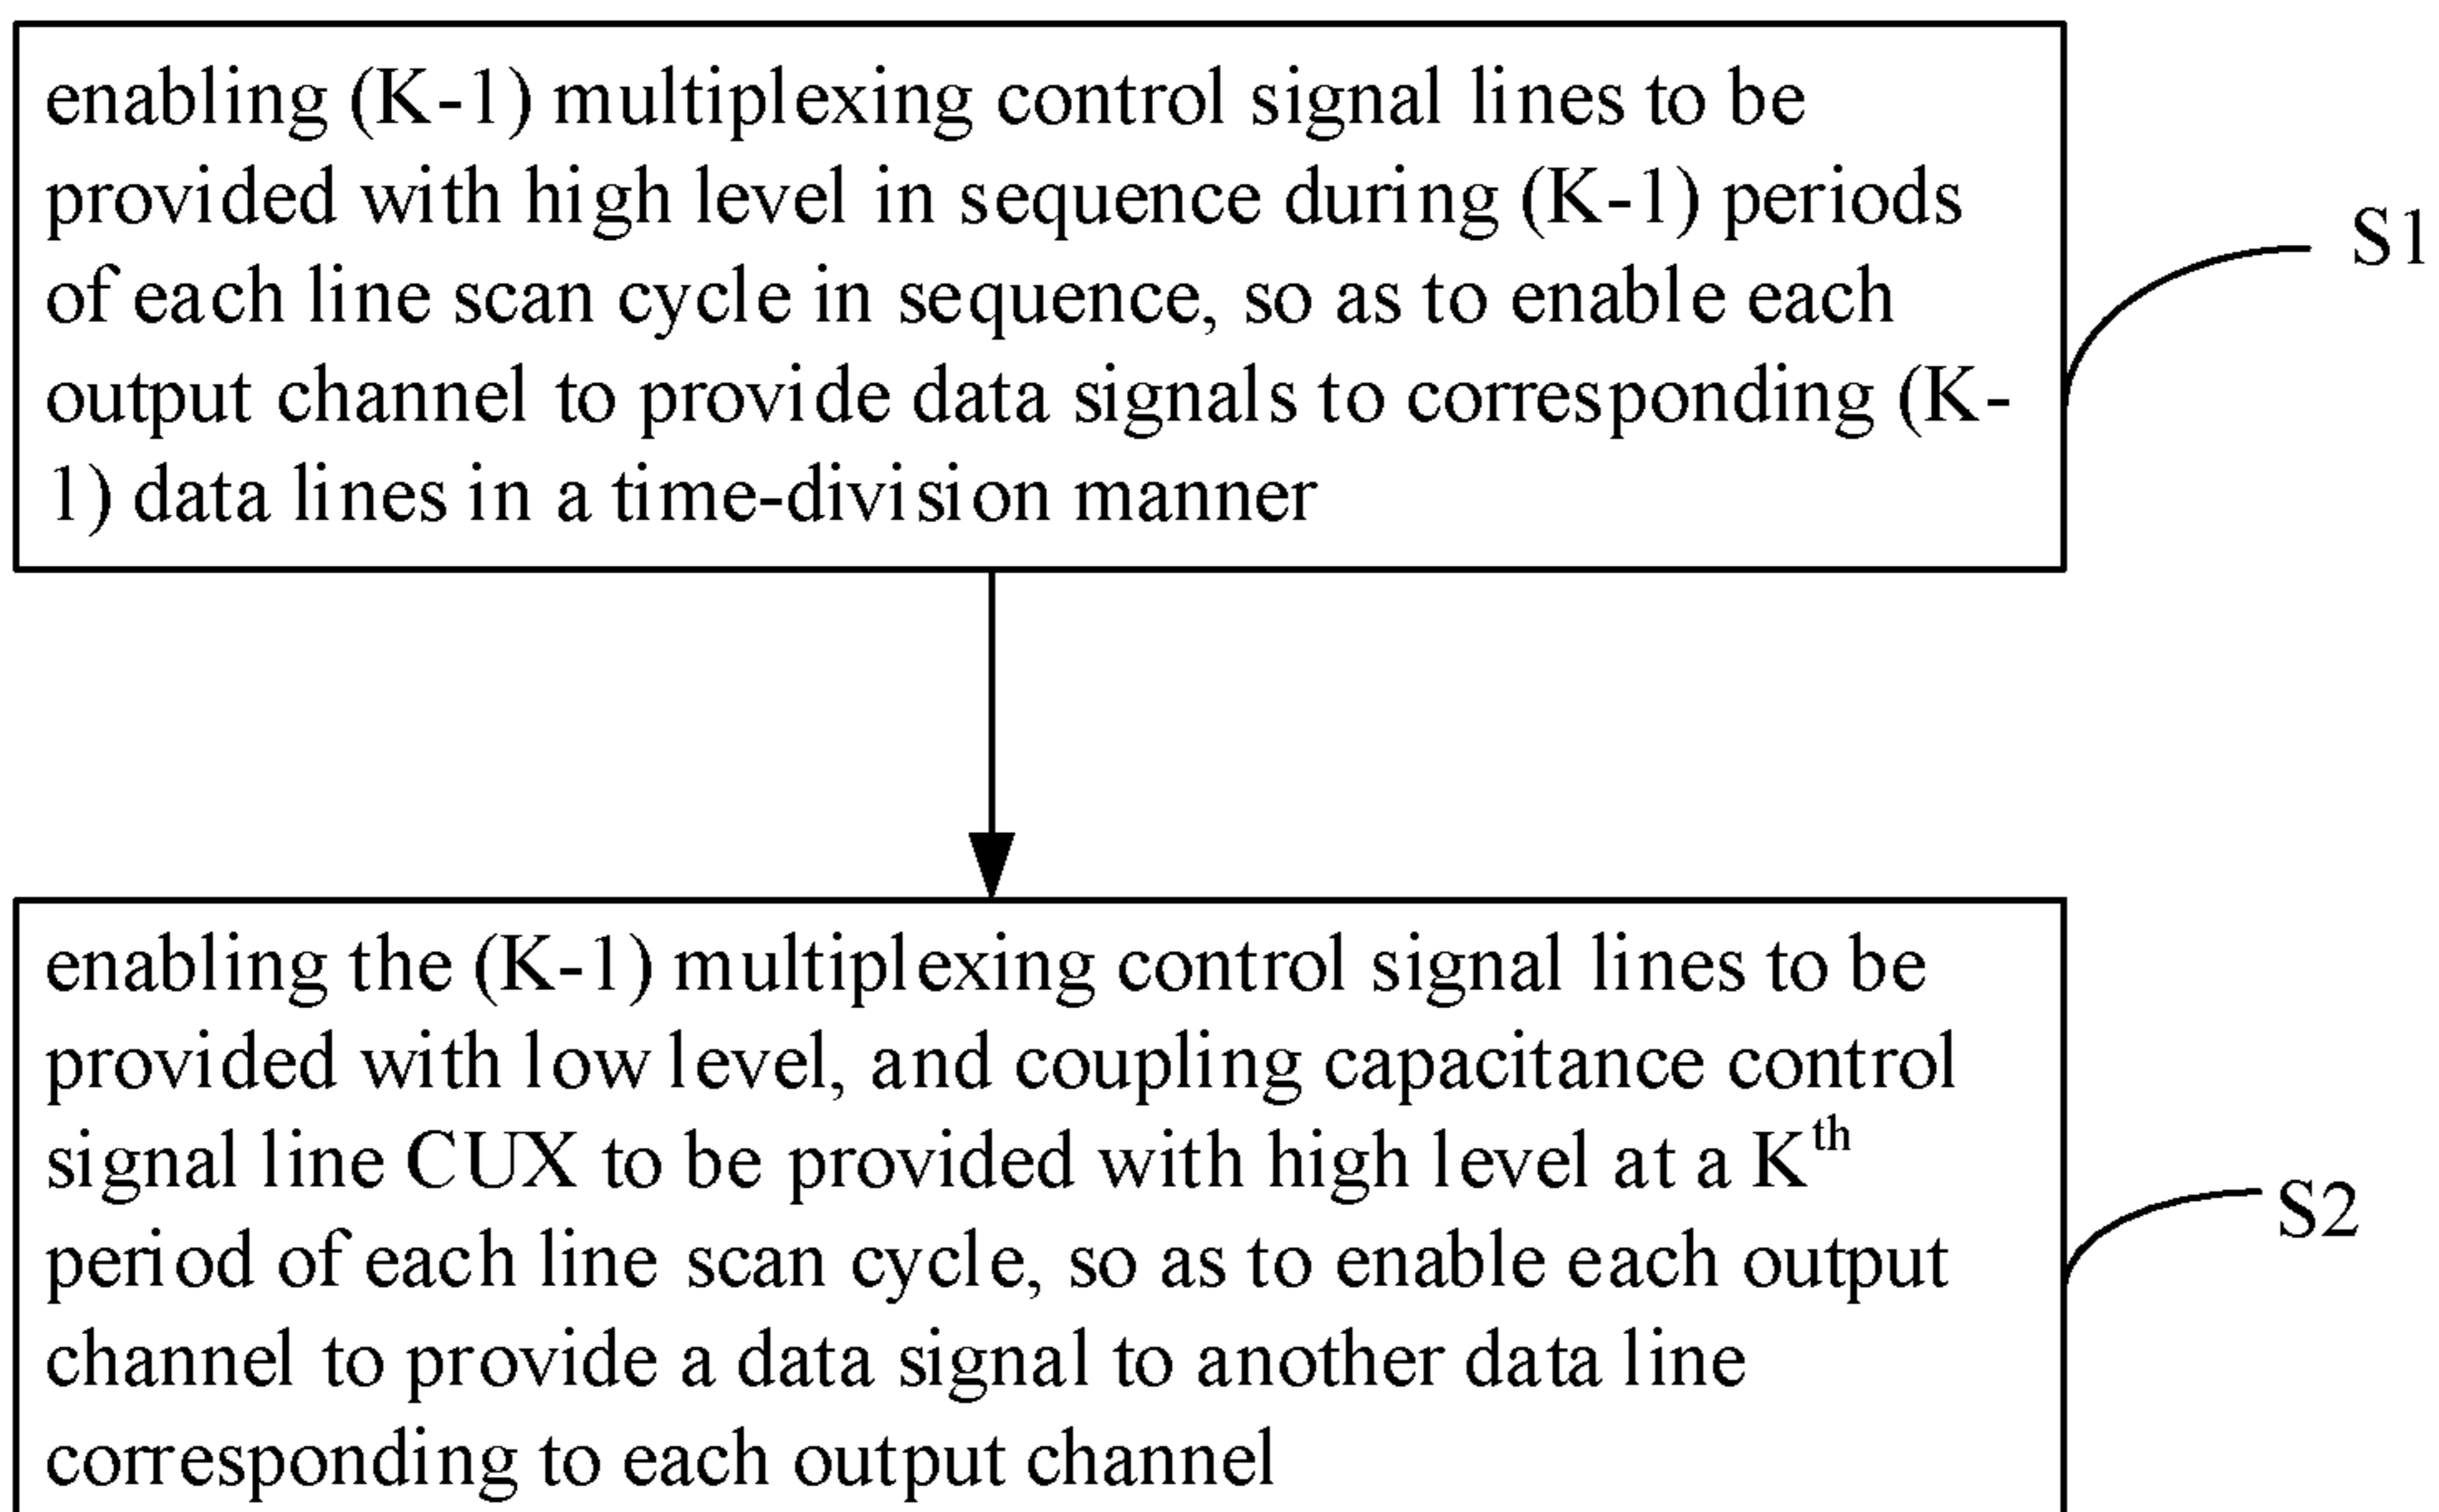 enabling (K-1) multiplexing control signal lines to be
provided with high level in sequence during (K-1) periods
of each line scan cycle in sequence, so as to enable each
output channel to provide data signals to corresponding (K-
1) data lines in a time-division manner
S1
enabling the (K-1) multiplexing control signal lines to be
provided with low level, and coupling capacitance control
signal line CUX to be provided with high level at a Kth
period of each line scan cycle, so as to enable each output
channel to provide a data signal to another data line
corresponding to each output channel
S2